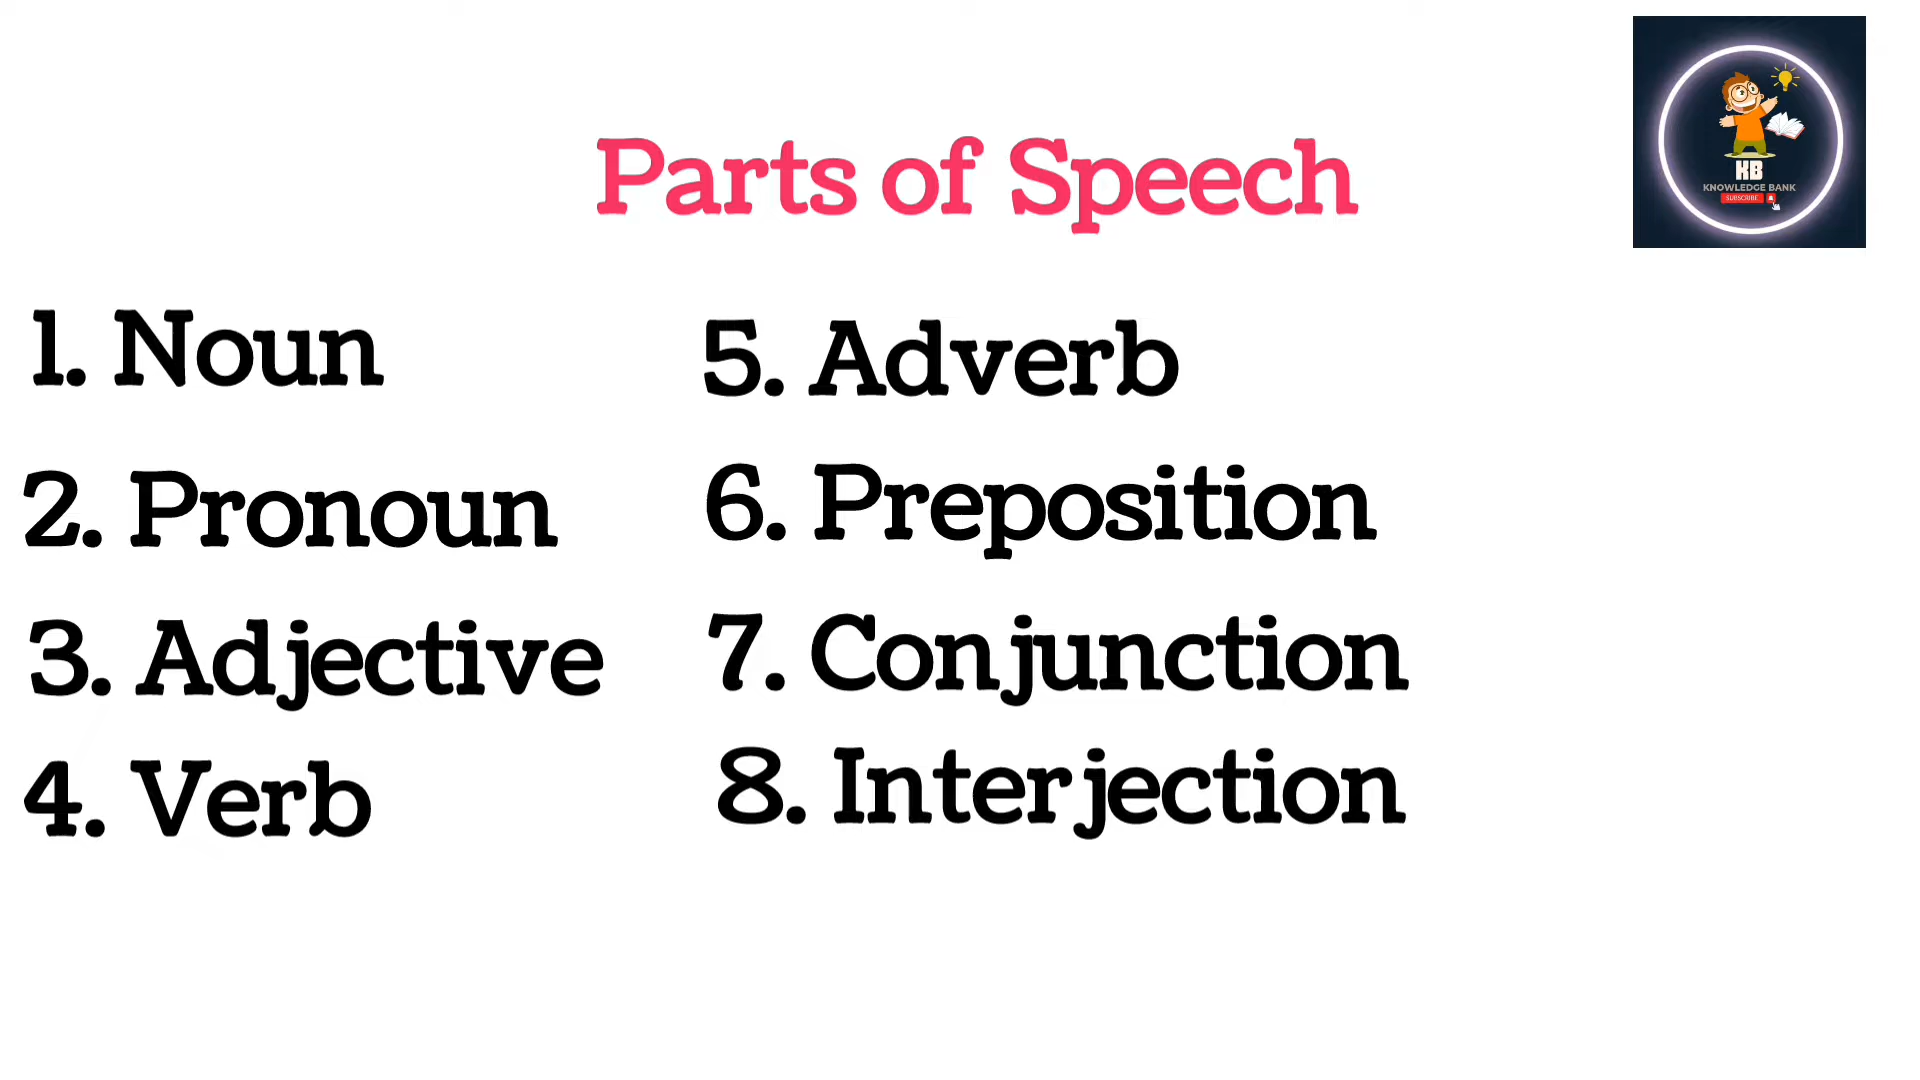 Parts of Speech
1. Noun
2. Pronoun
3. Adjective
4. Verb
5. Adverb
6. Preposition
7. Conjunction
8. Interjection
KB
KNOWLEDGE BANK
SUBSCRIBE